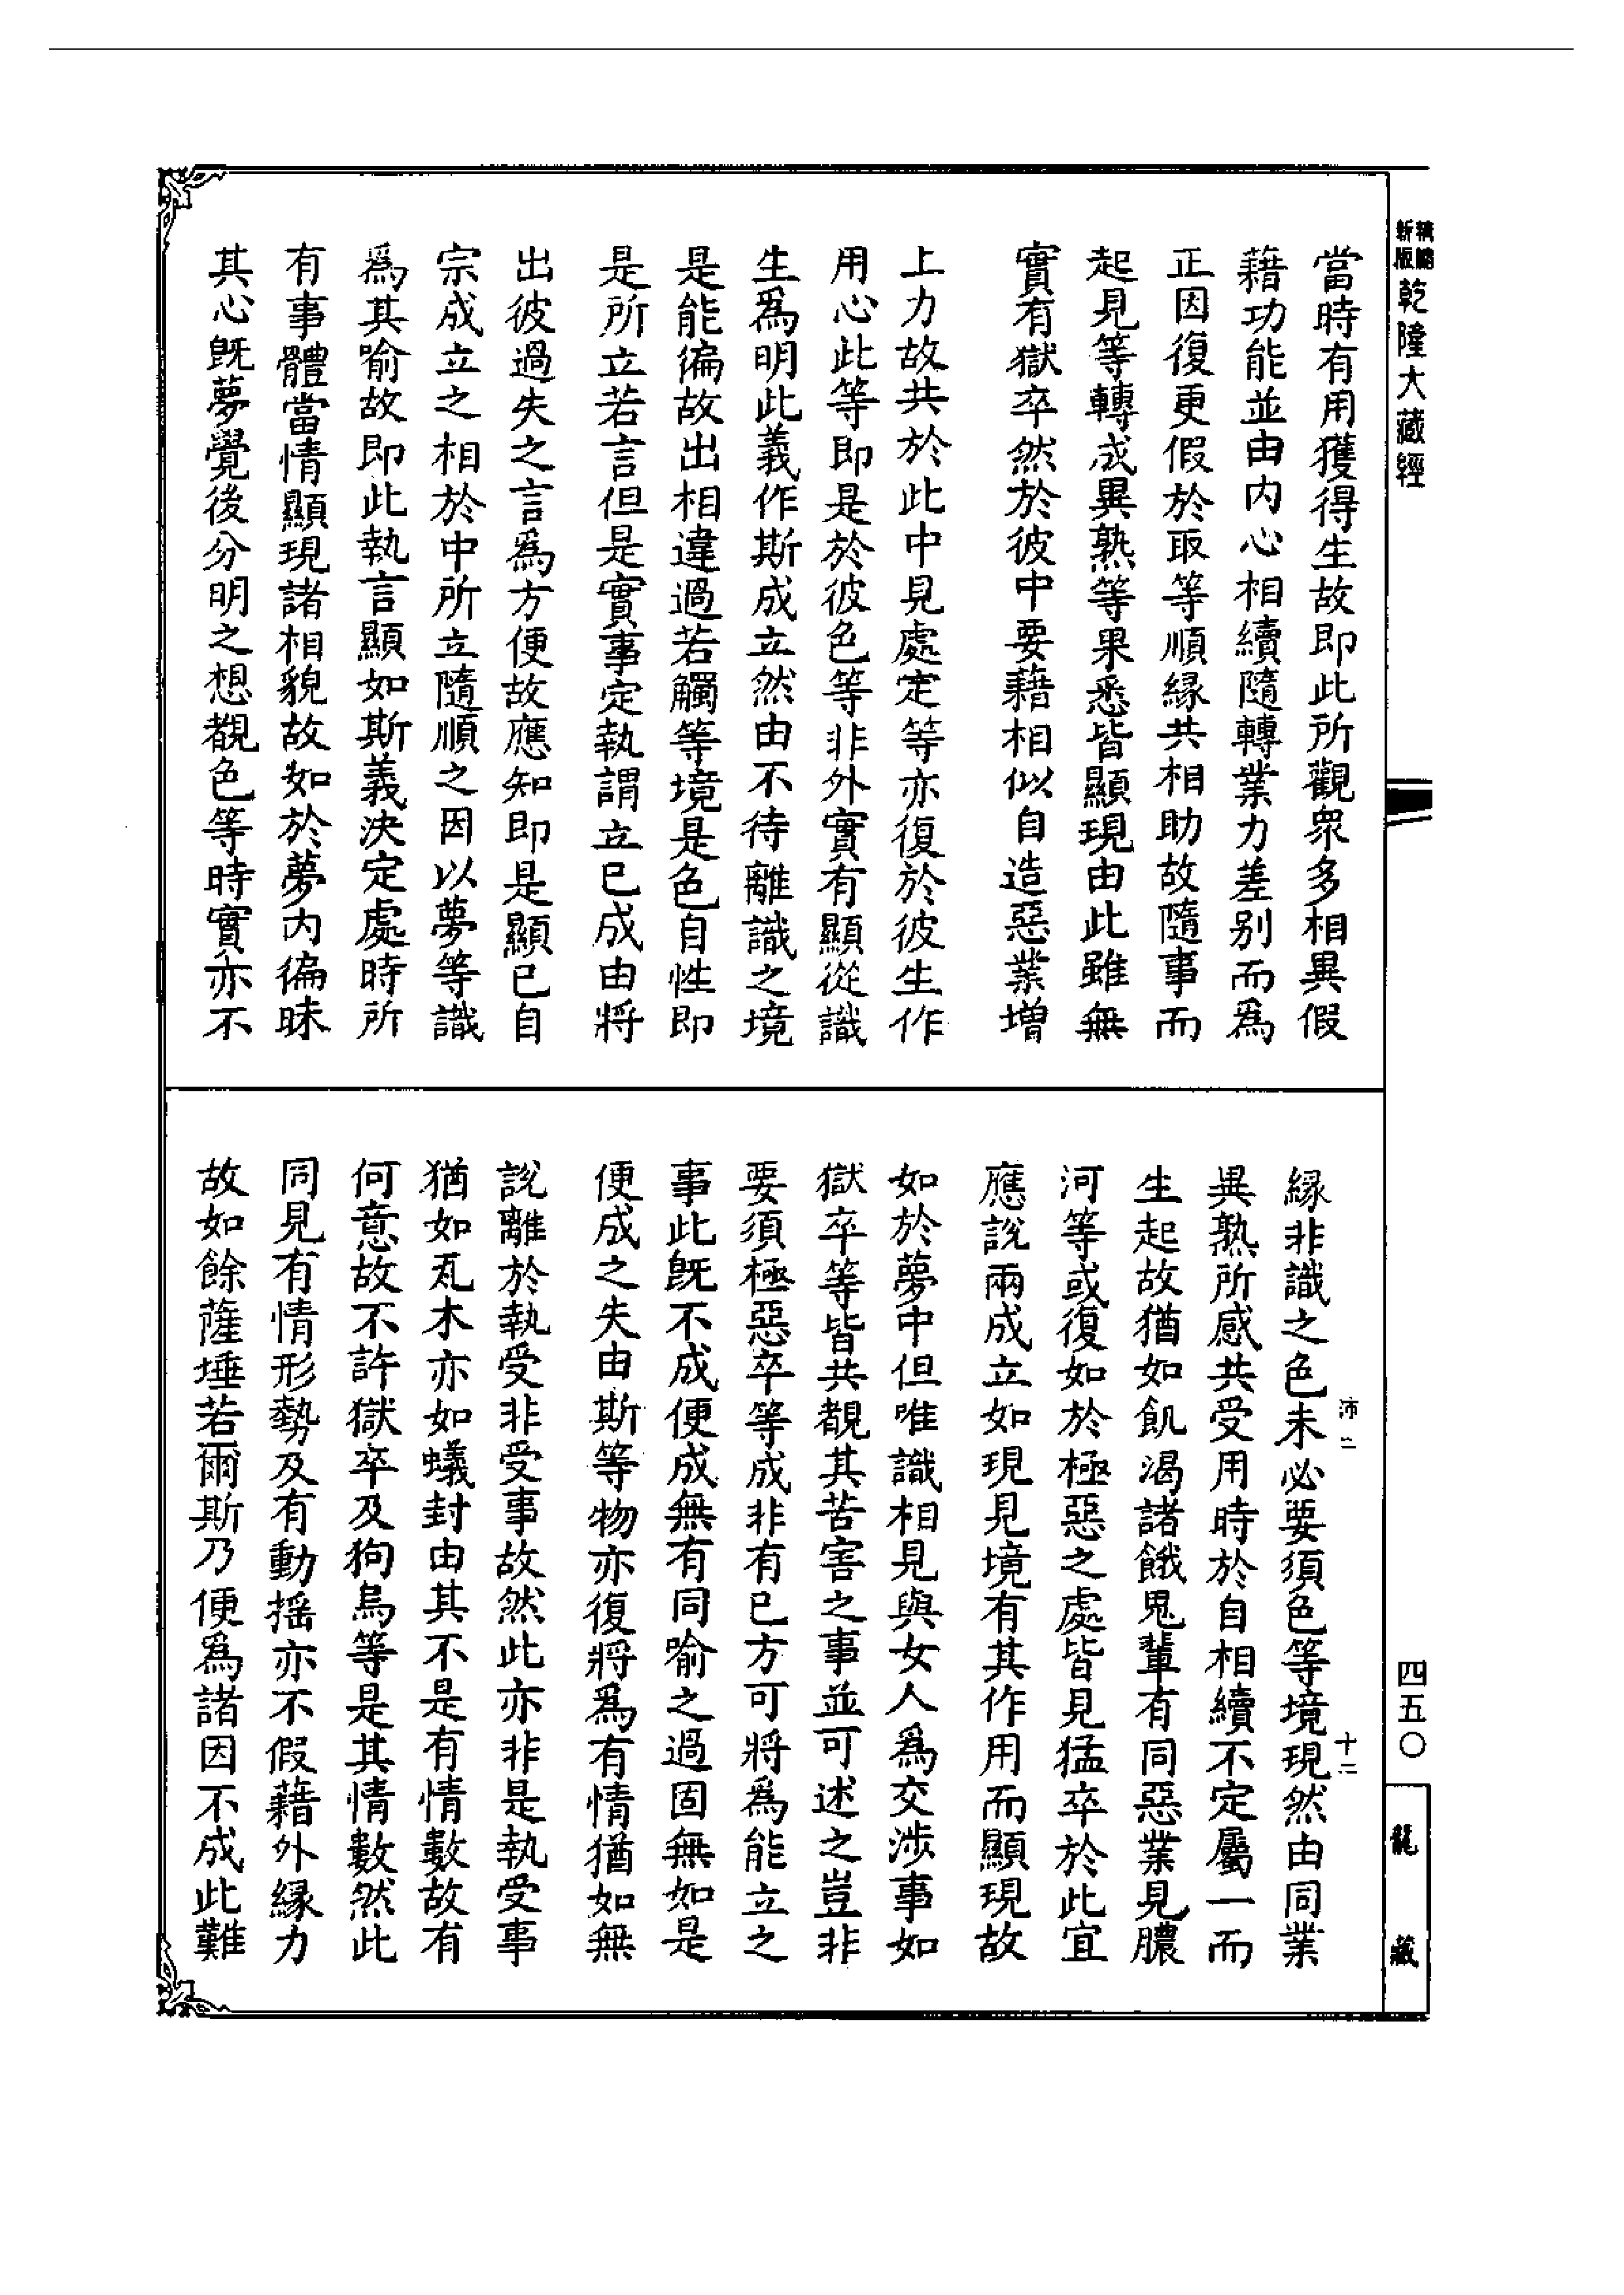 新版 精縮 乾隆大藏經
當時有用獲得生故即此所觀眾多相異假
藉功能並由内心相續隨轉業力差別而爲
正因復更假於取等順緣共相助故隨事而
起見等轉成異熟等果悉皆顯現由此雖無
實有獄卒然於彼中要藉相似自造惡業增
上力故共於此中見處定等亦復於彼生作
用心此等即是於彼色等非外實有顯從識
生爲明此義作斯成立然由不待離識之境
是能徧故出相違過若觸等境是色自性即
是所立若言但是實事定執謂立已成由將
出彼過失之言爲方便故應知即是顯已自
宗成立之相於中所立隨順之因以夢等識
爲其喻故即此執言顯如斯義決定處時所
有事體當情顯現諸相貌故如於夢内徧昧
其心旣夢覺後分明之想覩色等時實亦不
緣非識之色未必要須色等境現然由同業
異熟所感共受用時於自相續不定屬一而
生起故猶如飢渴諸餓鬼輩有同惡業見膿
河等或復如於極惡之處皆見猛卒於此宜
應説兩成立如現見境有其作用而顯現故
如於夢中但唯識相見與女人爲交涉事如
獄卒等皆共覩其苦害之事並可述之豈非
要須極惡卒等成非有已方可將爲能立之
事此旣不成便成無有同喻之過固無如是
便成之失由斯等物亦復將爲有情猶如無
説離於執受非受事故然此亦非是執受事
猶如瓦木亦如蟻封由其不是有情數故有
何意故不許獄卒及狗烏等是其情數然此
同見有情形勢及有動摇亦不假藉外緣力
故如餘薩埵若爾斯乃便爲諸因不成此難
沛二
十二
四五〇
龍藏